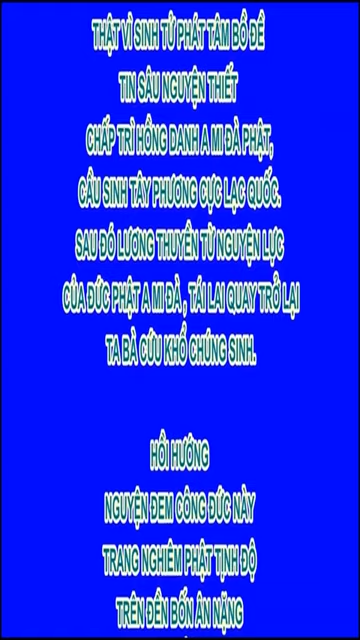 THẬT VÌ SINH TỬ PHÁT TÂM BỒ ĐỀ
TIN SÂU NGUYỆN THIẾT
CHẤP TRÌ HỒNG DANH A MI ĐÀ PHẬT,
CẦU SINH TÂY PHƯƠNG CỰC LẠC QUỐC.
SAU ĐÓ LƯƠNG THUYỀN TỪ NGUYỆN LỰC
CỦA ĐỨC PHẬT A MI ĐÀ, TÁI LAI QUAY TRỞ LẠI
TA BÀ CỨU KHỔ CHÚNG SINH.
HỒI HƯỚNG
NGUYỆN ĐEM CÔNG ĐỨC NÀY
TRANG NGHIÊM PHẬT TỊNH ĐỘ
TRÊN ĐỀN BỐN ÂN NẶNG